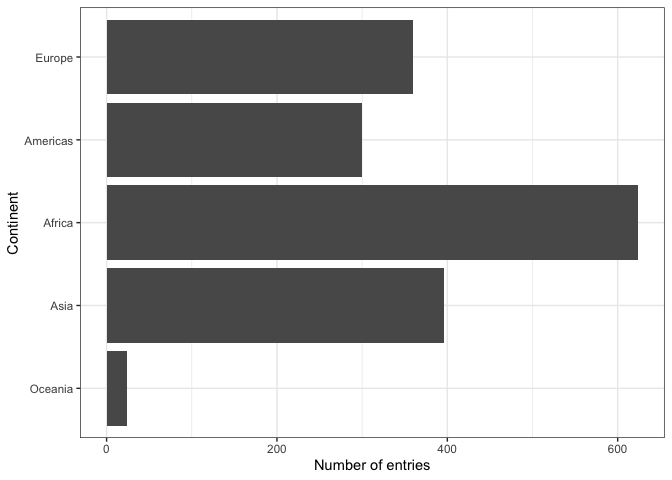 Europe
Americas
Africa
Asia
Oceania
Continent
0 200 400 600
Number of entries